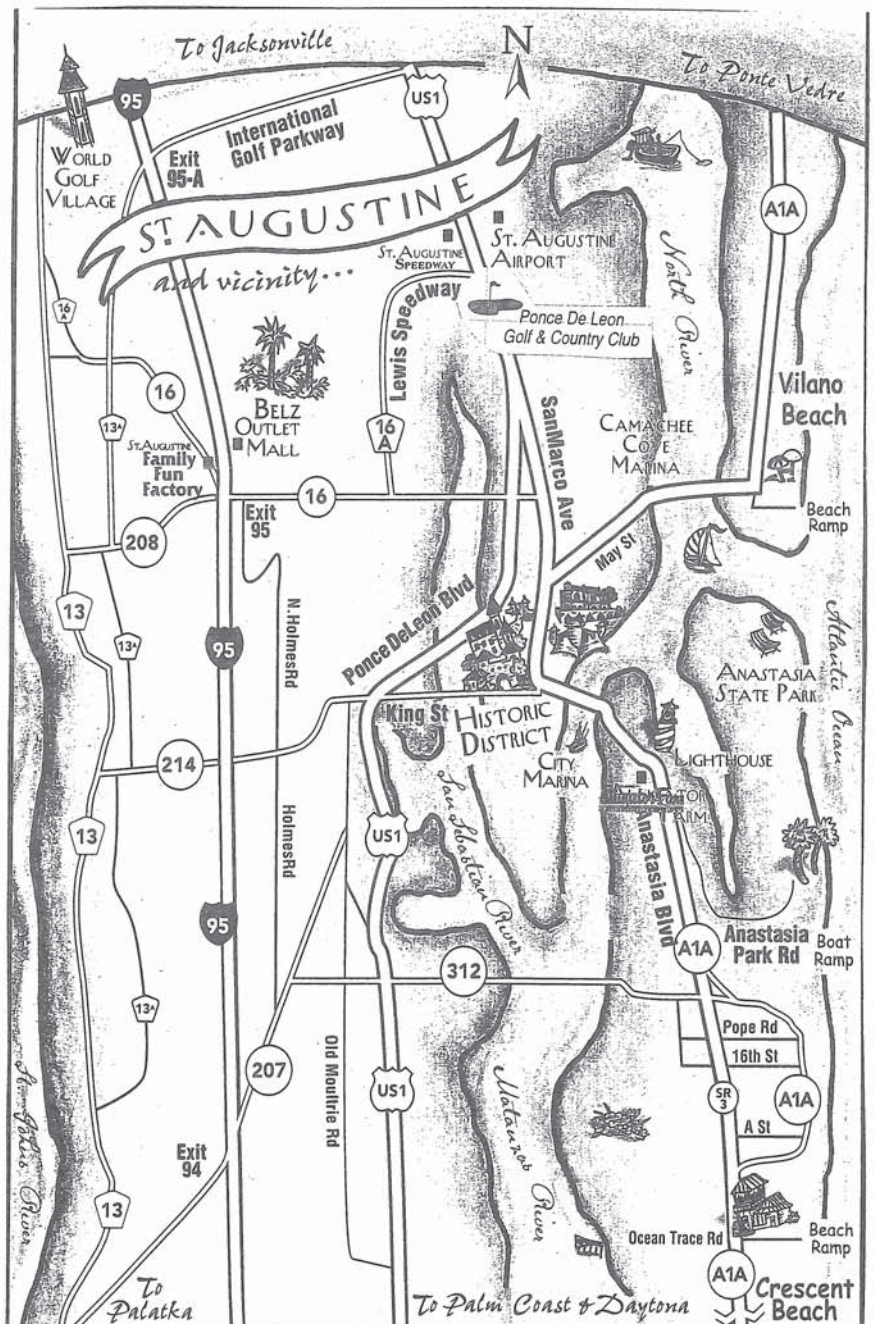 To Jacksonville
N
To Ponte Vedre
95
US1
International
Golf Parkway
WORLD
GOLF
VILLAGE
Exit
95-A
A1A
ST. AUGUSTINE
and vicinity...
ST. AUGUSTINE
SPEEDWAY
ST. AUGUSTINE
AIRPORT
North River
16
A
Lewis Speedway
Ponce De Leon
Golf & Country Club
16
13A
BELZ
OUTLET
MALL
16
A
SanMarco Ave
CAMACHEE
COVE
MARINA
Vilano
Beach
ST. AUGUSTINE
Family
Fun
Factory
16
Exit
95
Beach
Ramp
208
May St
13
N. HolmesRd
PonceDeLeon Blvd
13A
95
ANASTASIA
STATE PARK
Atlantic Ocean
King St
HISTORIC
DISTRICT
214
CITY
MARINA
LIGHTHOUSE
San Sebastian River
13
HolmesRd
US1
Anastasia Blvd
95
A1A
Anastasia
Park Rd
Boat
Ramp
312
13A
Pope Rd
16th St
207
Old Moultrie Rd
US1
SR
3
A1A
A St
St. Johns River
Matanzas River
Exit
94
13
Ocean Trace Rd
Beach
Ramp
A1A
To
Palatka
To Palm Coast & Daytona
Crescent
Beach